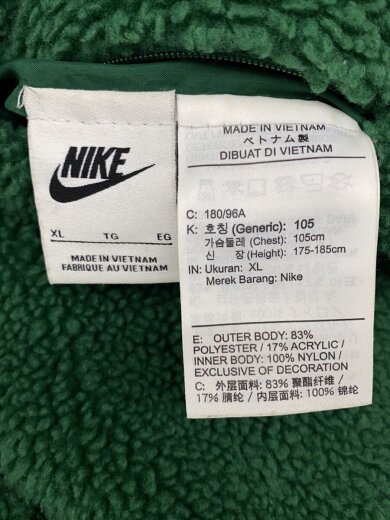 NIKE
XL TG EG
MADE IN VIETNAM
FABRIQUÉ AU VIETNAM
MADE IN VIETNAM
ベトナム製
DIBUAT DI VIETNAM
C: 180/96A
K: 호칭 (Generic): 105
가슴둘레 (Chest): 105cm
신 장 (Height): 175-185cm
IN: Ukuran: XL
Merek Barang: Nike
E: OUTER BODY: 83%
POLYESTER / 17% ACRYLIC /
INNER BODY: 100% NYLON /
EXCLUSIVE OF DECORATION
C: 外层面料: 83% 聚酯纤维 /
17% 腈纶 / 内层面料: 100% 锦纶